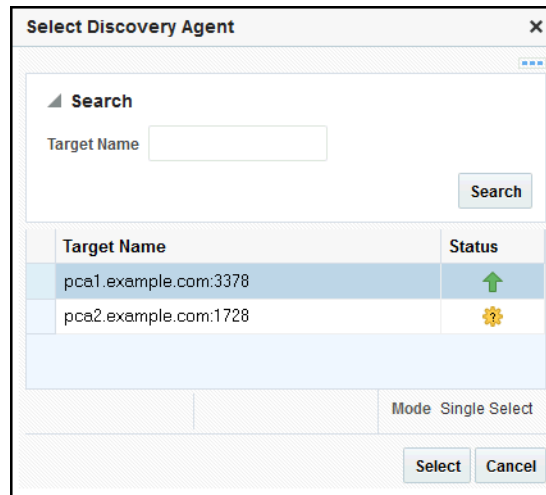 Select Discovery Agent
Search
Target Name
Search
Target Name Status
pca1.example.com:3378
pca2.example.com:1728
Mode Single Select
Select Cancel